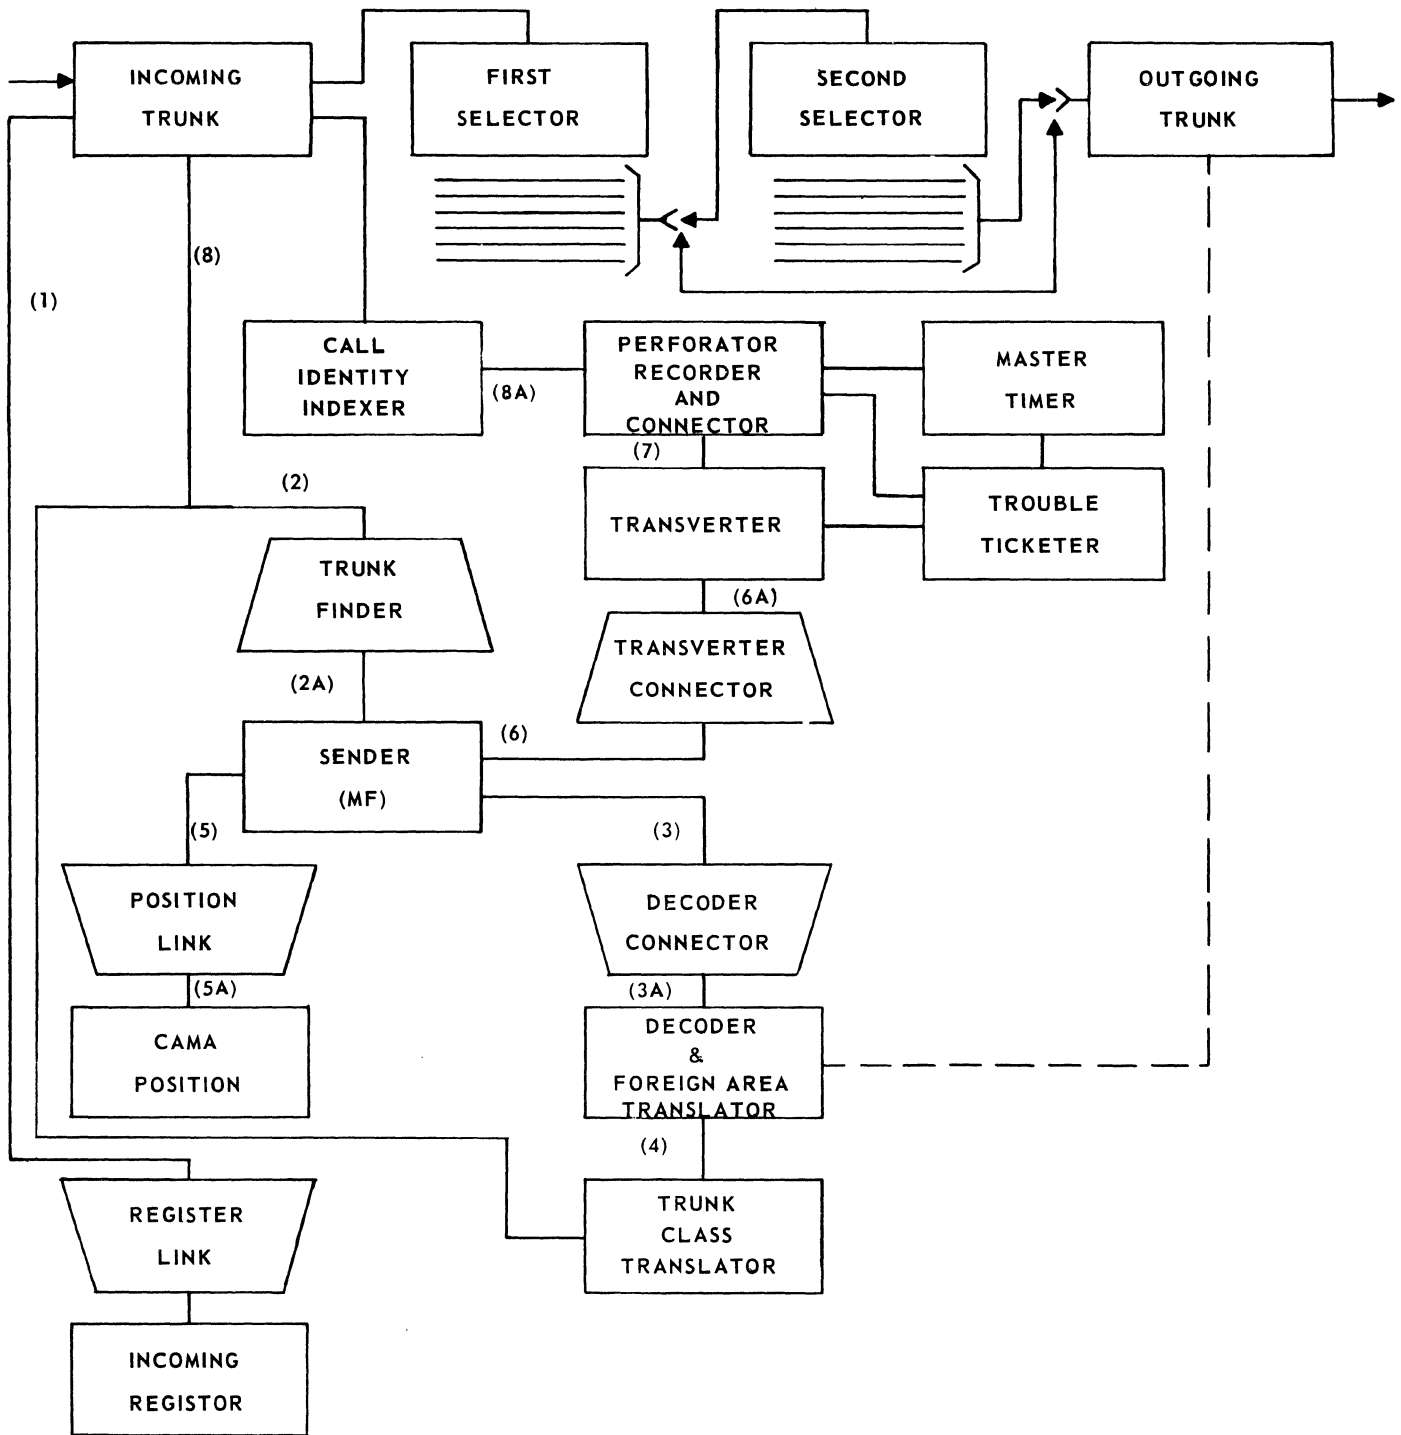 INCOMING
TRUNK
FIRST
SELECTOR
SECOND
SELECTOR
OUTGOING
TRUNK
(8)
(1)
CALL
IDENTITY
INDEXER
(8A)
PERFORATOR
RECORDER
AND
CONNECTOR
MASTER
TIMER
(7)
(2)
TRANSVERTER
TROUBLE
TICKETER
TRUNK
FINDER
(6A)
TRANSVERTER
CONNECTOR
(2A)
SENDER
(MF)
(6)
(5)
(3)
POSITION
LINK
DECODER
CONNECTOR
(5A)
(3A)
CAMA
POSITION
DECODER
&
FOREIGN AREA
TRANSLATOR
(4)
REGISTER
LINK
TRUNK
CLASS
TRANSLATOR
INCOMING
REGISTOR